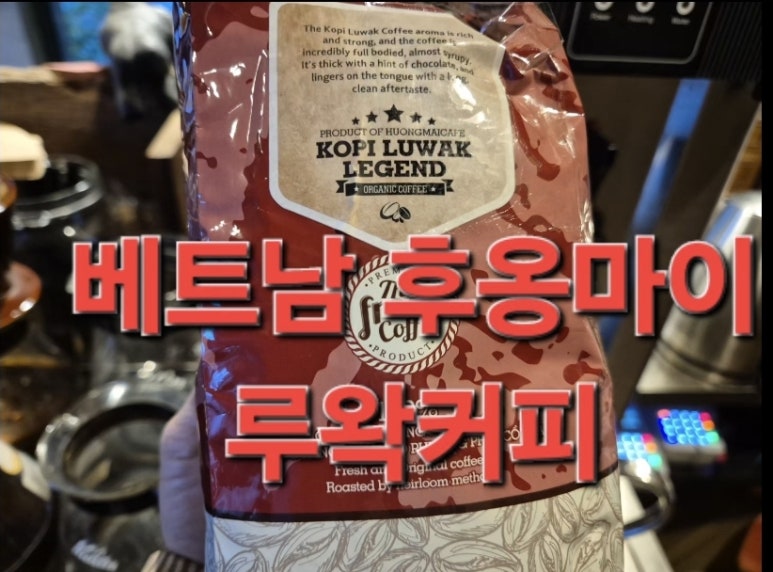 The Kopi Luwak Coffee aroma is rich
and strong, and the coffee is
incredibly full bodied, almost syrupy.
It's thick with a hint of chocolate, and
lingers on the tongue with a long,
clean aftertaste.
PRODUCT OF HUONGMAICAFE
KOPI LUWAK
LEGEND
ORGANIC COFFEE
베트남 후옹마이
PRODUCT
루왁커피
Fresh original coffee
Roasted by heirloom